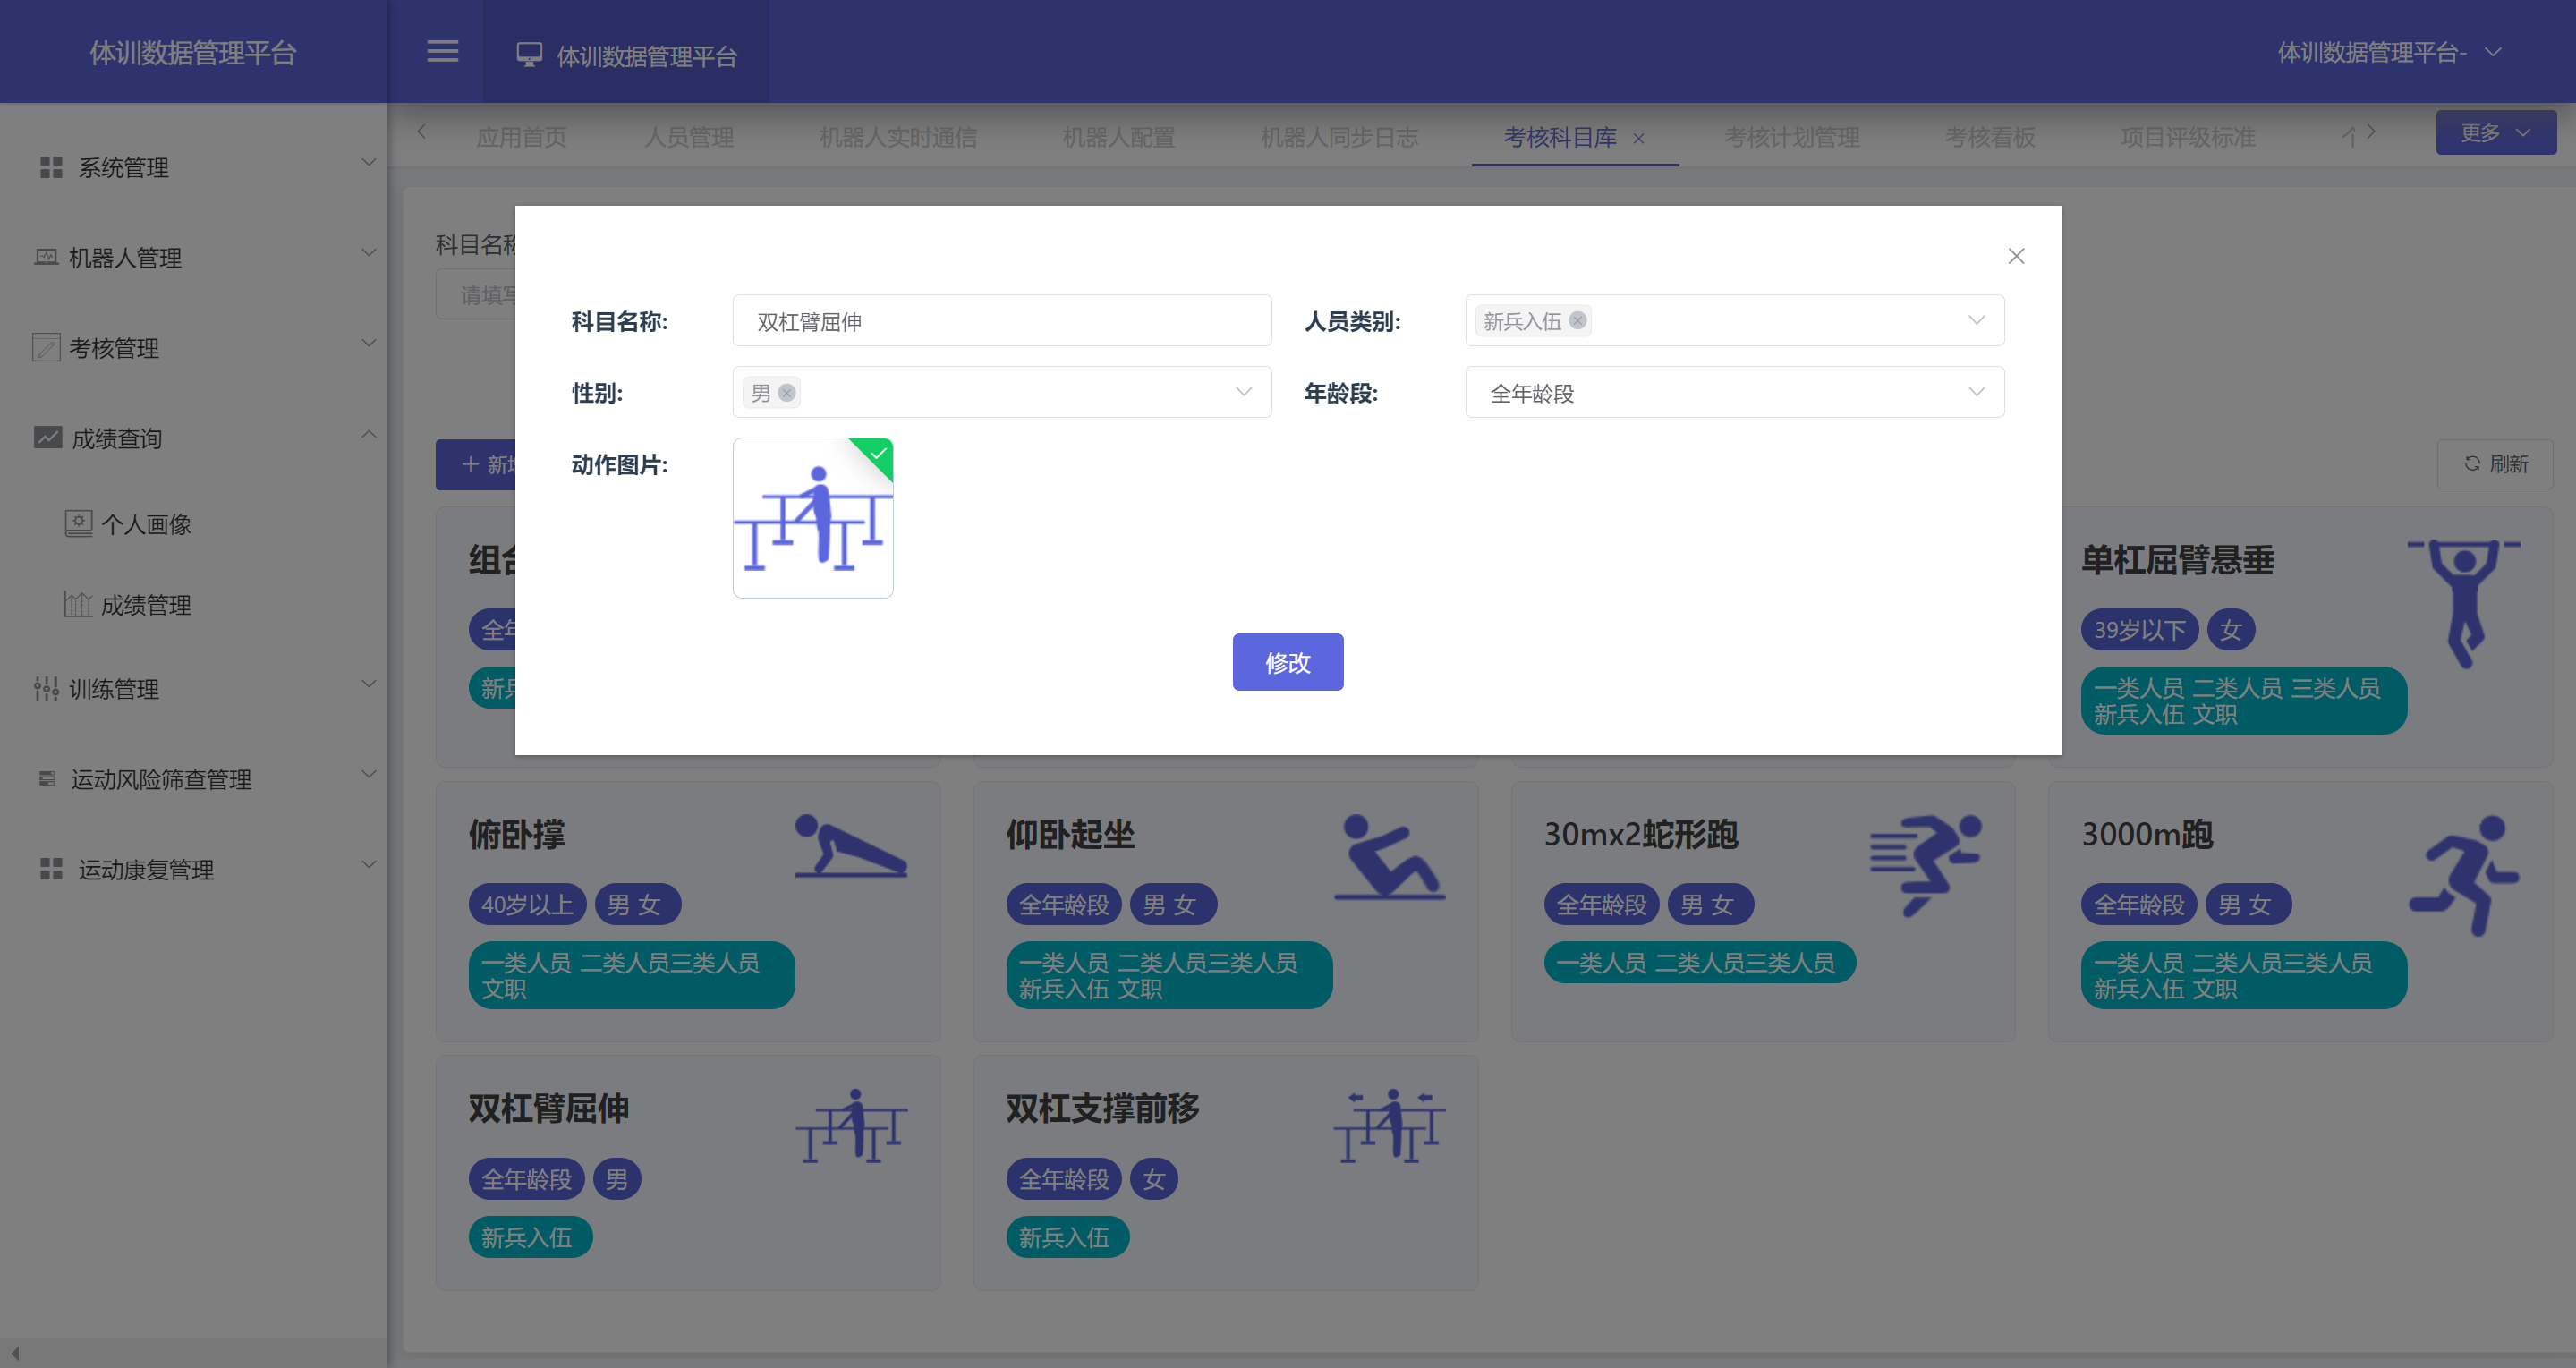 体训数据管理平台
体训数据管理平台
体训数据管理平台-
应用首页 人员管理 机器人实时通信 机器人配置 机器人同步日志 考核科目库 考核计划管理 考核看板 项目评级标准
更多
系统管理
机器人管理
考核管理
成绩查询
个人画像
成绩管理
训练管理
运动风险筛查管理
运动康复管理
科目名称
请填写
新增
刷新
科目名称: 双杠臂屈伸
人员类别: 新兵入伍
性别: 男
年龄段: 全年龄段
动作图片:
修改
组合
全年
新兵
单杠屈臂悬垂
39岁以下 女
一类人员 二类人员 三类人员
新兵入伍 文职
俯卧撑
40岁以上 男 女
一类人员 二类人员三类人员
文职
仰卧起坐
全年龄段 男 女
一类人员 二类人员三类人员
新兵入伍 文职
30mx2蛇形跑
全年龄段 男 女
一类人员 二类人员三类人员
3000m跑
全年龄段 男 女
一类人员 二类人员三类人员
新兵入伍 文职
双杠臂屈伸
全年龄段 男
新兵入伍
双杠支撑前移
全年龄段 女
新兵入伍